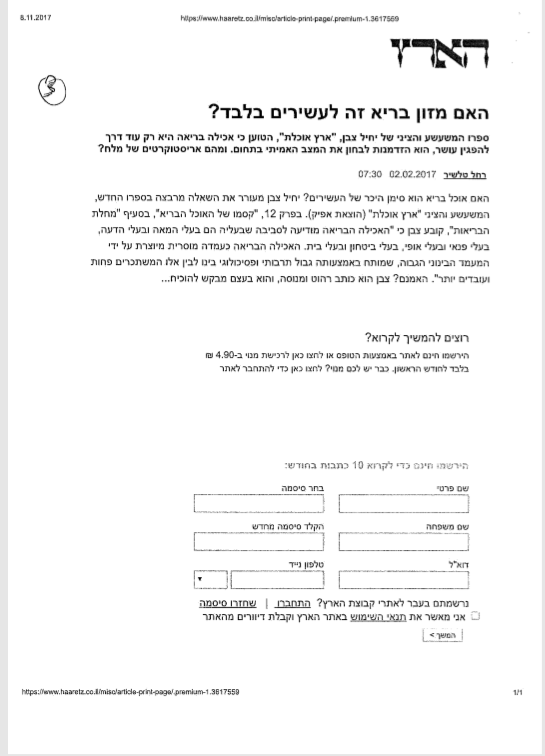 8.11.2017
https://www.haaretz.co.il/misc/article-print-page/.premium-1.3617559
הארץ
האם מזון בריא זה לעשירים בלבד?
ספרו המשעשע והציני של יחיל צבן, "ארץ אוכלת", הטוען כי אכילה בריאה היא רק עוד דרך
להפגין עושר, הוא הזדמנות לבחון את המצב האמיתי בתחום. ומהם אריסטוקרטים של מלח?
רחל טלשיר 02.02.2017 07:30
האם אוכל בריא הוא סימן היכר של העשירים? יחיל צבן מעורר את השאלה מרבצה בספרו החדש,
המשעשע והציני "ארץ אוכלת" (הוצאת אפיק). בפרק 12, "קסמו של האוכל הבריא", בסעיף "מחלת
הבריאות", קובע צבן כי "האכילה הבריאה מודיעה לסביבה שבעליה הם בעלי המאה ובעלי הדעה,
בעלי פנאי ובעלי אופי, בעלי ביטחון ובעלי בית. האכילה הבריאה כעמדה מוסרית מיוצרת על ידי
המעמד הבינוני הגבוה, שמותח באמצעותה גבול תרבותי ופסיכולוגי בינו לבין אלו המשתכרים פחות
ועובדים יותר". האמנם? צבן הוא כותב רהוט ומנוסה, והוא בעצם מבקש להוכיח...
רוצים להמשיך לקרוא?
הירשמו חינם לאתר באמצעות הטופס או לחצו כאן לרכישת מנוי ב-4.90 ₪
בלבד לחודש הראשון. כבר יש לכם מנוי? לחצו כאן כדי להתחבר לאתר
הירשמו חינם כדי לקרוא 10 כתבות בחודש:
שם פרטי
בחר סיסמה
שם משפחה
הקלד סיסמה מחדש
דוא"ל
טלפון נייד
נרשמתם בעבר לאתרי קבוצת הארץ? התחברו | שחזרו סיסמה
אני מאשר את תנאי השימוש באתר הארץ וקבלת דיוורים מהאתר
המשך >
https://www.haaretz.co.il/misc/article-print-page/.premium-1.3617559
1/1